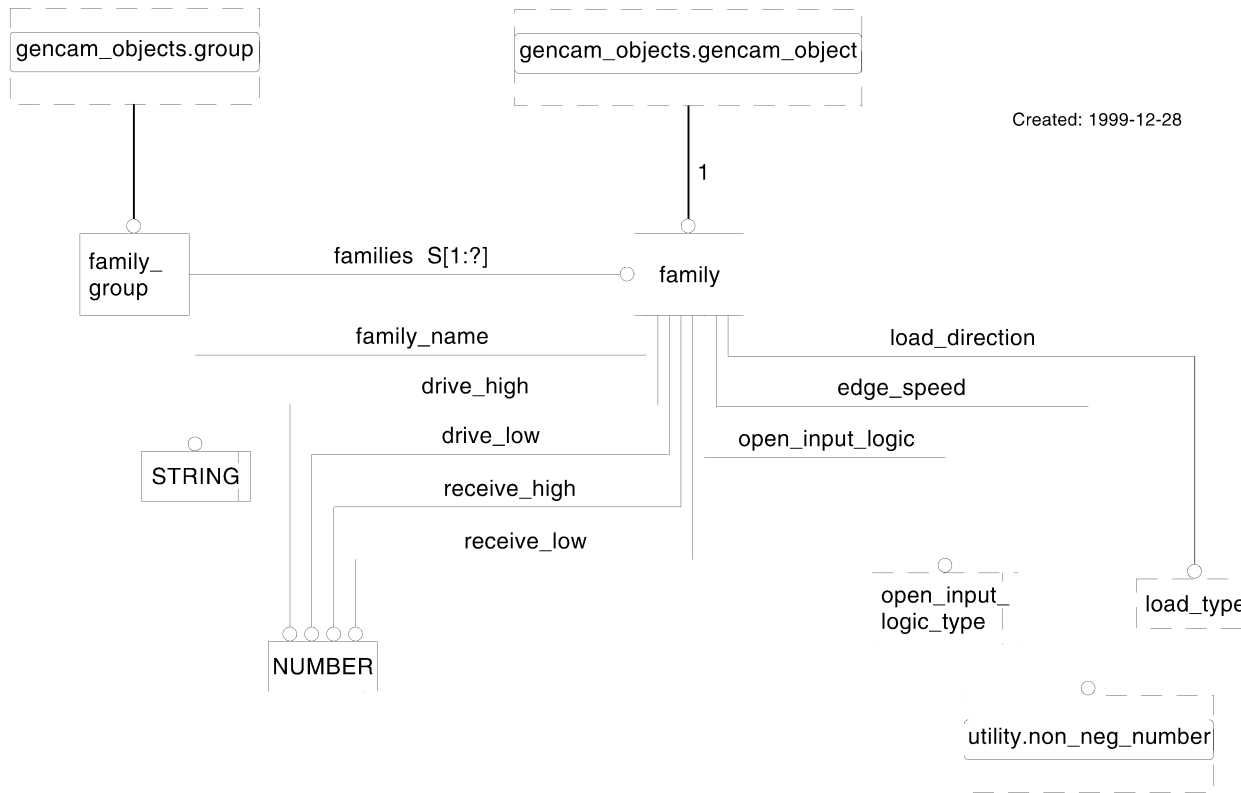 gencam_objects.group
gencam_objects.gencam_object
Created: 1999-12-28
1
family_
group
families S[1:?]
family
family_name
load_direction
drive_high
edge_speed
drive_low
open_input_logic
STRING
receive_high
receive_low
open_input_
logic_type
load_type
NUMBER
utility.non_neg_number